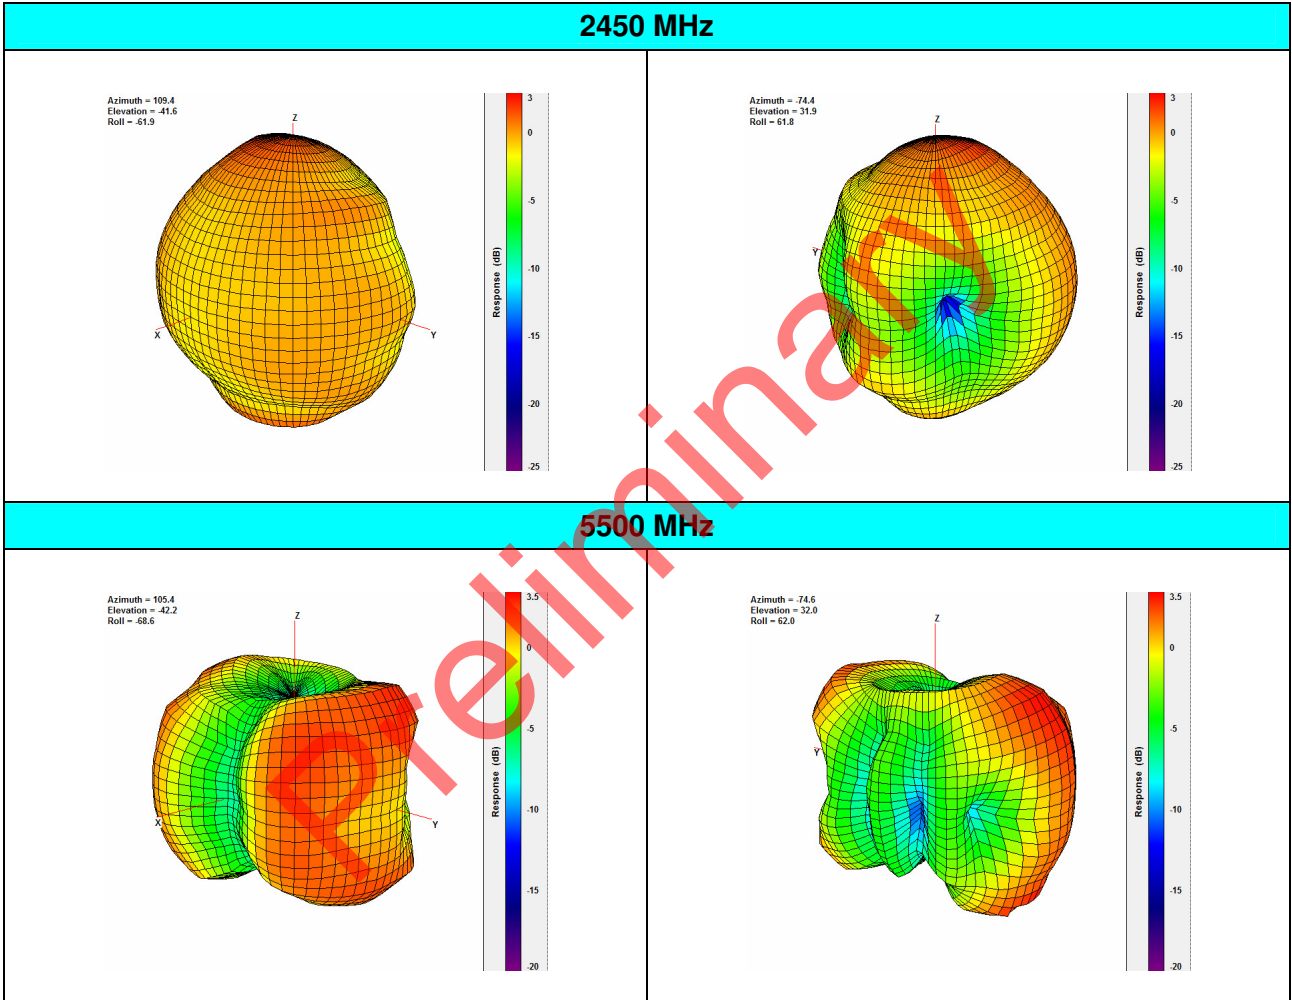 2450 MHz
Azimuth = 109.4
Elevation = -41.6
Roll = -61.9
Z
X
Y
3
0
-5
-10
-15
-20
-25
Response (dB)
Azimuth = -74.4
Elevation = 31.9
Roll = 61.8
Z
Y
3
0
-5
-10
-15
-20
-25
Response (dB)
Preliminary
5500 MHz
Azimuth = 105.4
Elevation = -42.2
Roll = -68.6
Z
X
Y
3.5
0
-5
-10
-15
-20
Response (dB)
Azimuth = -74.6
Elevation = 32.0
Roll = 62.0
Z
Y
3.5
0
-5
-10
-15
-20
Response (dB)